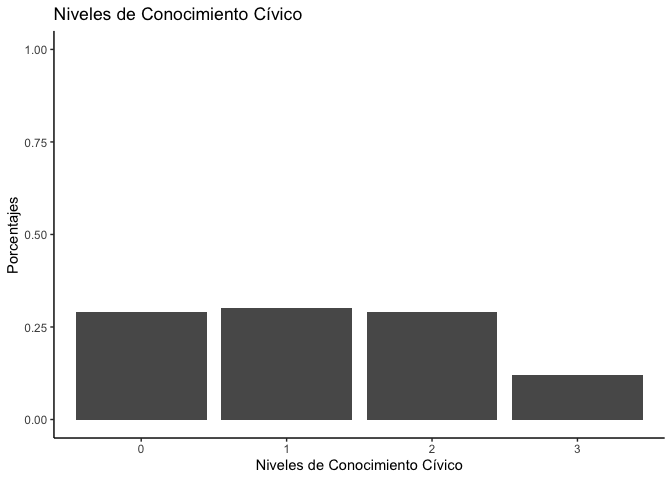 Niveles de Conocimiento Cívico
1.00
0.75
0.50
0.25
0.00
Porcentajes
0 1 2 3
Niveles de Conocimiento Cívico